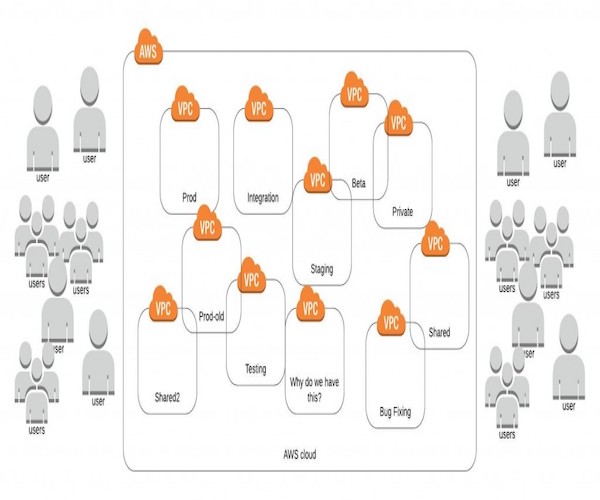 AWS
VPC
VPC
VPC
VPC
Prod
Integration
Beta
Private
VPC
Staging
VPC
VPC
Prod-old
VPC
Testing
VPC
Shared2
VPC
Why do we have
this?
VPC
Bug Fixing
Shared
AWS cloud
user
user
users
users
user
user
users
user
user
users
users
user
user
users